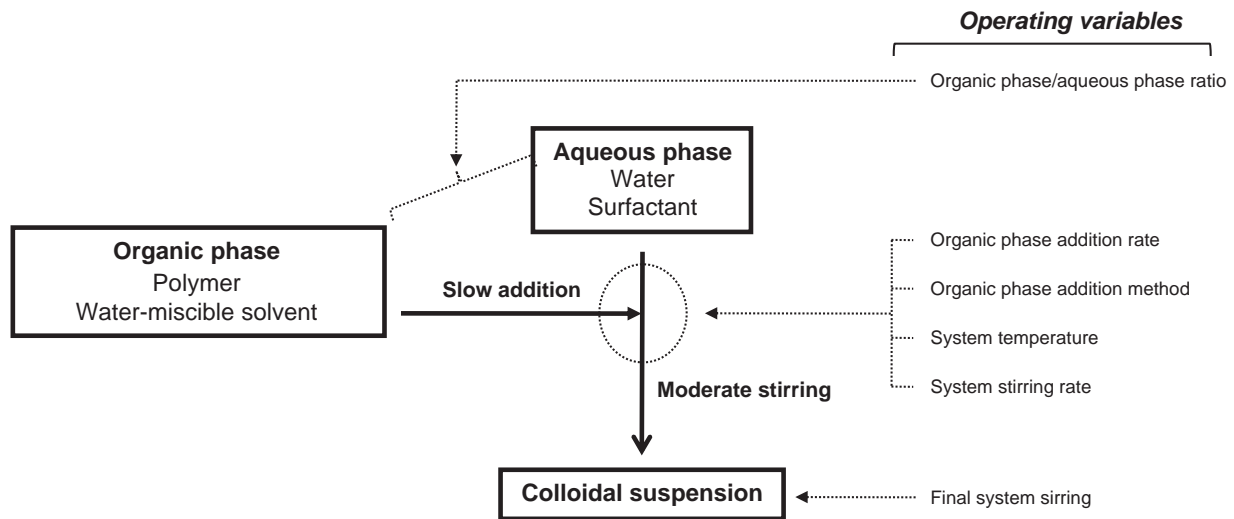 Operating variables
Organic phase/aqueous phase ratio
Aqueous phase
Water
Surfactant
Organic phase
Polymer
Water-miscible solvent
Slow addition
Organic phase addition rate
Organic phase addition method
System temperature
System stirring rate
Moderate stirring
Colloidal suspension
Final system sirring